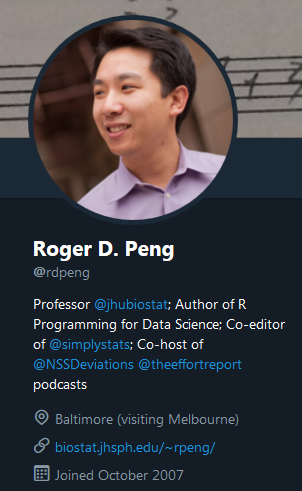 Roger D. Peng
@rdpeng
Professor @jhubiostat; Author of R
Programming for Data Science; Co-editor
of @simplystats; Co-host of
@NSSDeviations @theeffortreport
podcasts
Baltimore (visiting Melbourne)
biostat.jhsph.edu/~rpeng/
Joined October 2007